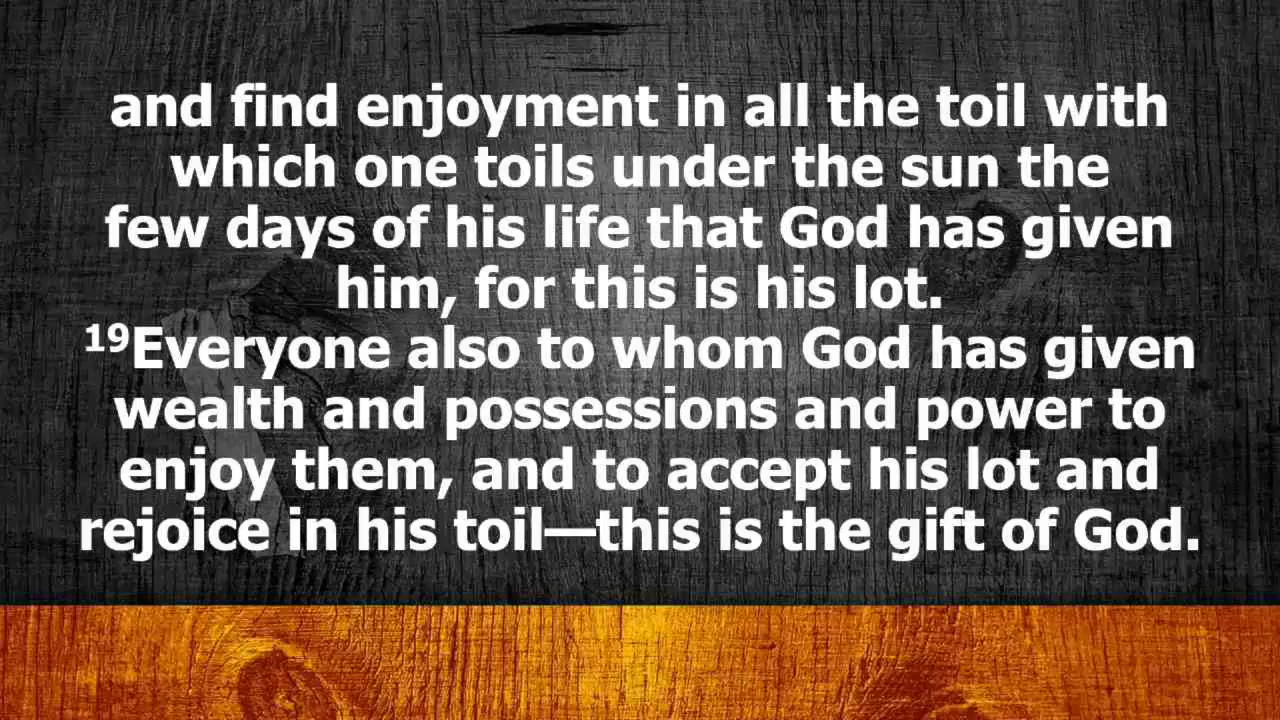 and find enjoyment in all the toil with
which one toils under the sun the
few days of his life that God has given
him, for this is his lot.
¹⁹Everyone also to whom God has given
wealth and possessions and power to
enjoy them, and to accept his lot and
rejoice in his toil—this is the gift of God.